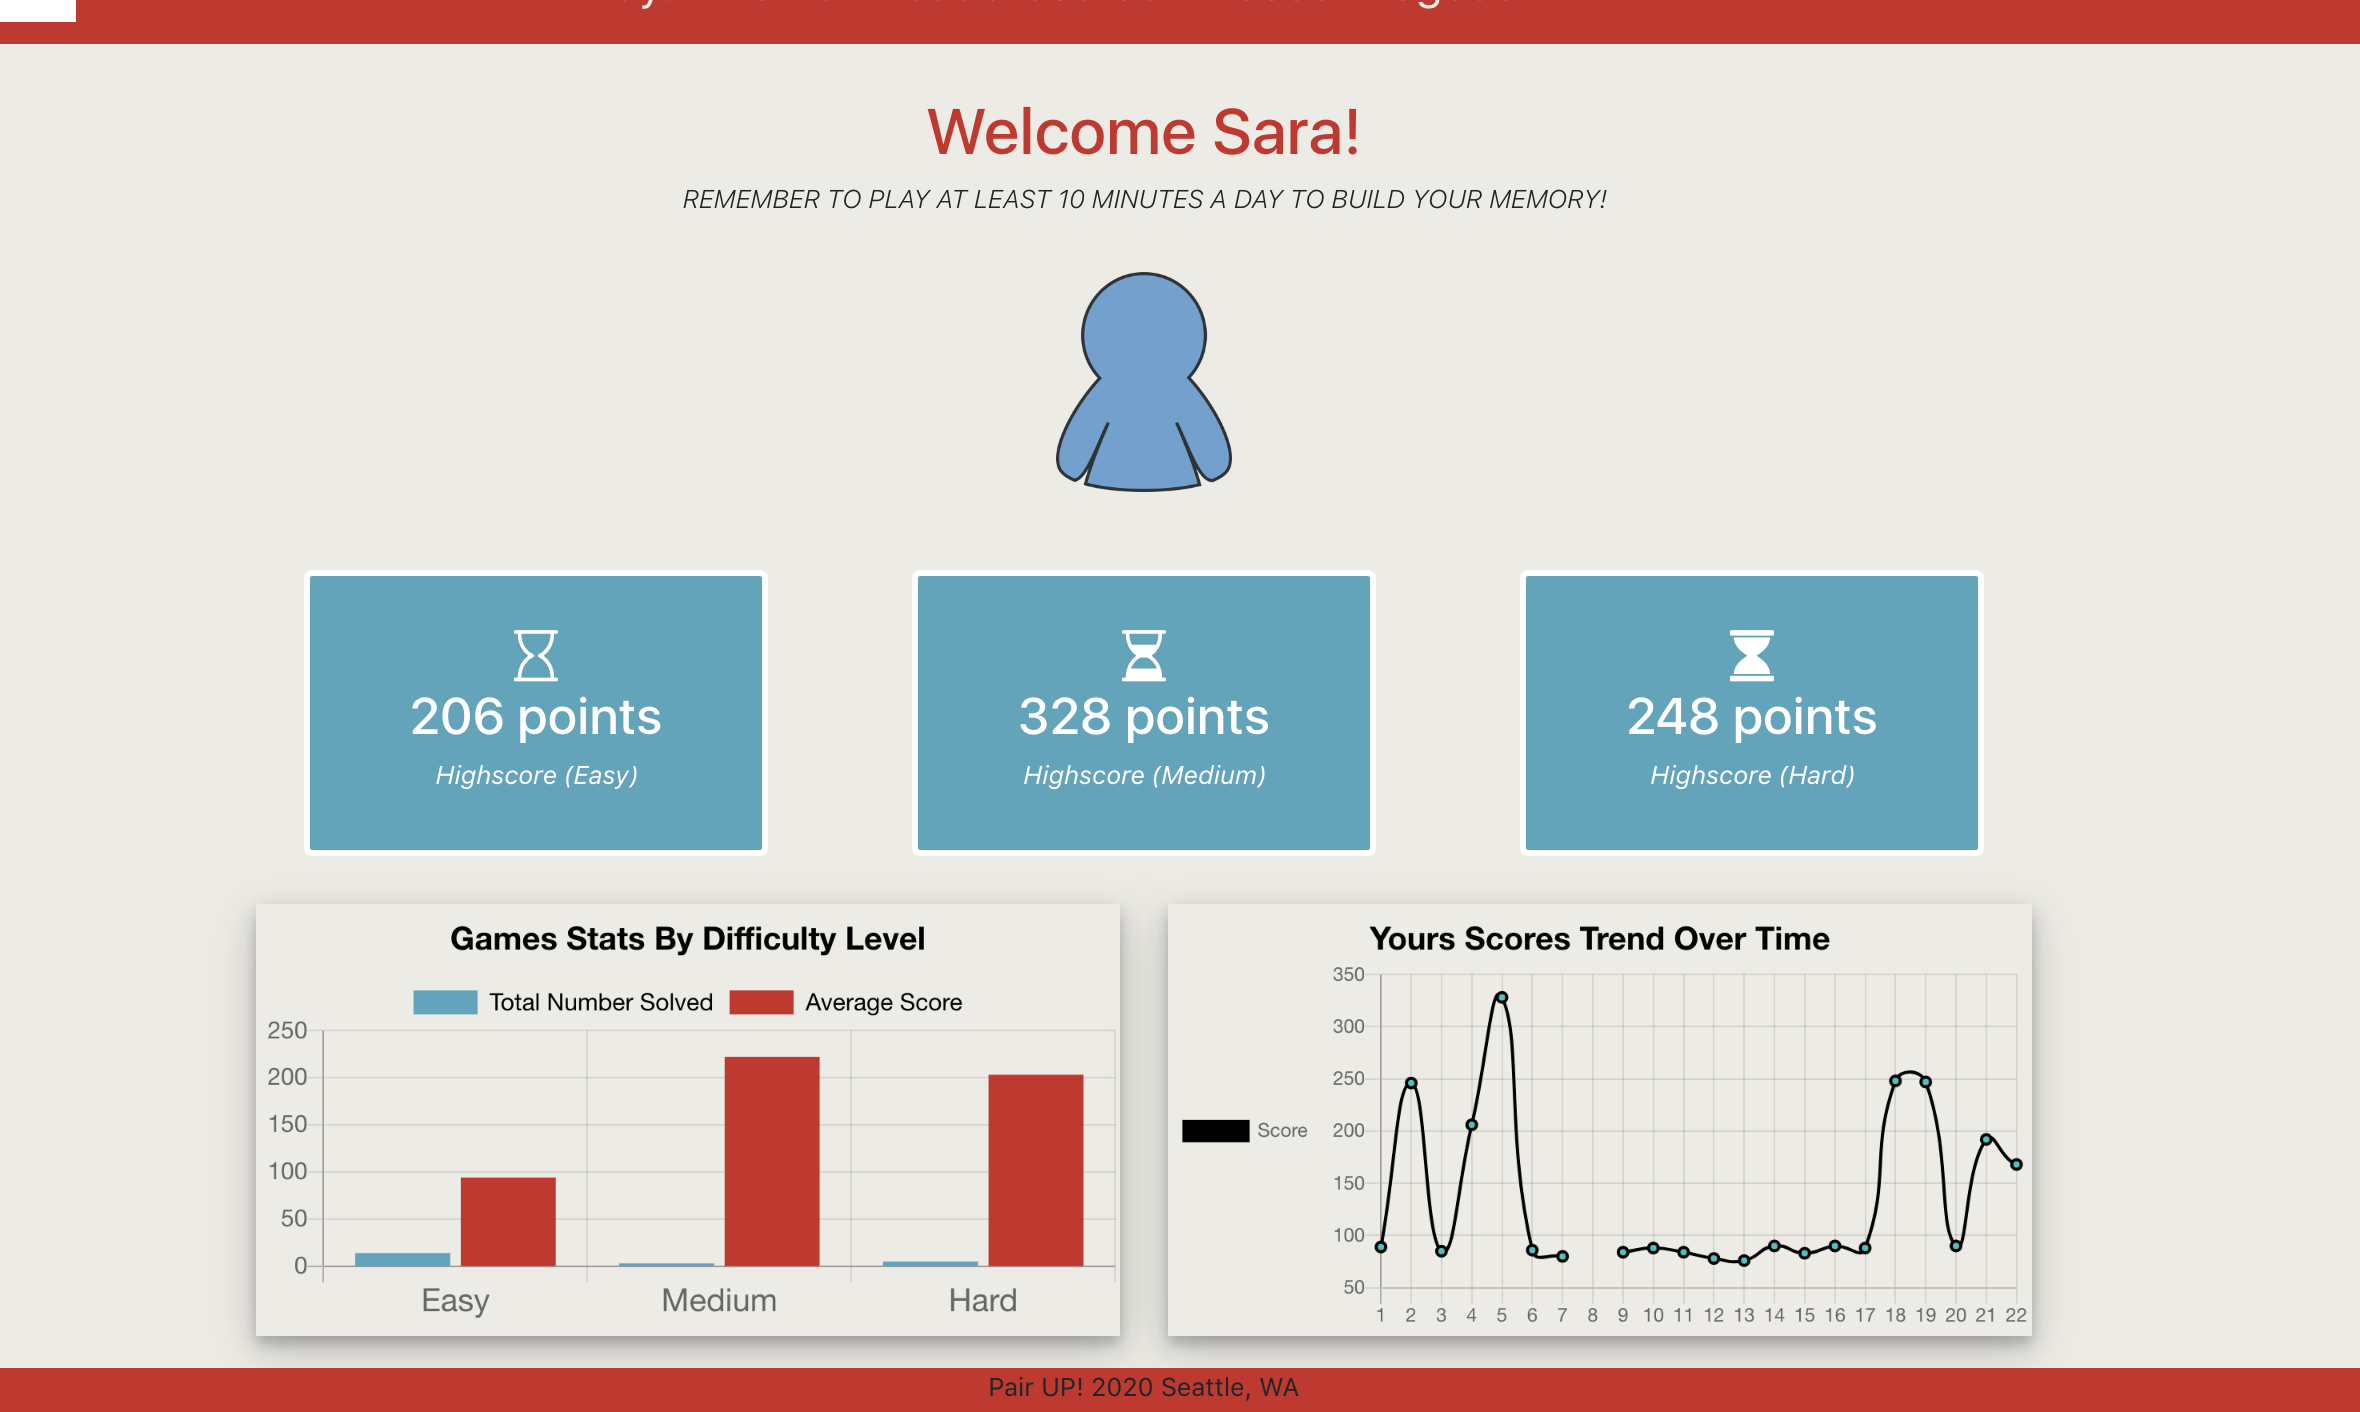 Welcome Sara!
REMEMBER TO PLAY AT LEAST 10 MINUTES A DAY TO BUILD YOUR MEMORY!
206 points
Highscore (Easy)
328 points
Highscore (Medium)
248 points
Highscore (Hard)
Games Stats By Difficulty Level
Total Number Solved
Average Score
250
200
150
100
50
0
Easy Medium Hard
Yours Scores Trend Over Time
Score
350
300
250
200
150
100
50
1 2 3 4 5 6 7 8 9 10 11 12 13 14 15 16 17 18 19 20 21 22
Pair UP! 2020 Seattle, WA